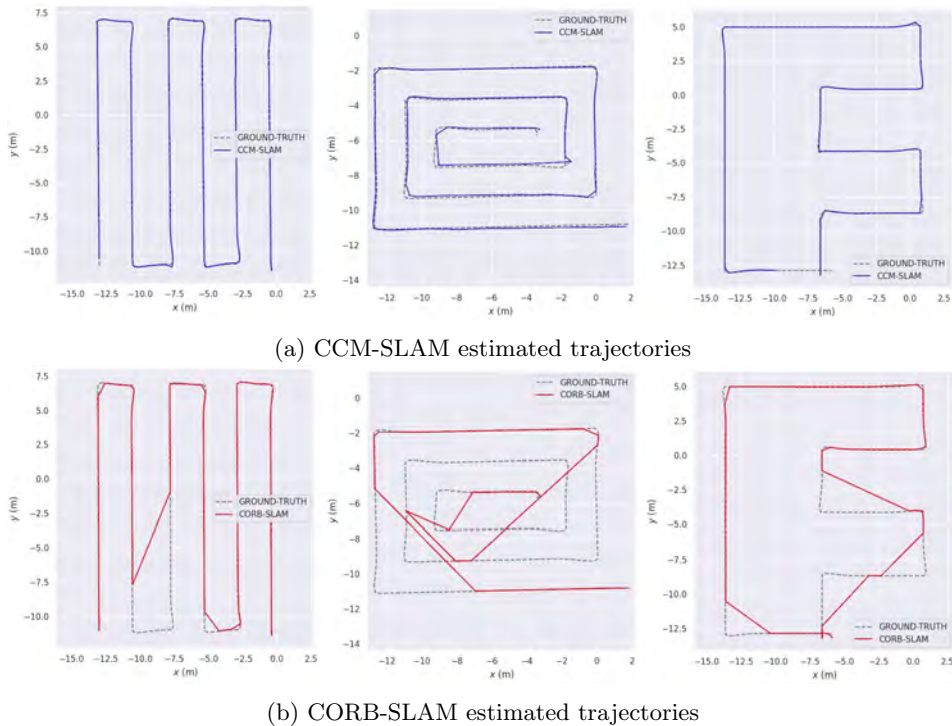 7.5
5.0
2.5
0.0
−2.5
−5.0
−7.5
−10.0
y (m)
GROUND-TRUTH
CCM-SLAM
−15.0 −12.5 −10.0 −7.5 −5.0 −2.5 0.0 2.5
x (m)
0
−2
−4
−6
−8
−10
−12
−14
y (m)
GROUND-TRUTH
CCM-SLAM
−12 −10 −8 −6 −4 −2 0 2
x (m)
5.0
2.5
0.0
−2.5
−5.0
−7.5
−10.0
−12.5
y (m)
GROUND-TRUTH
CCM-SLAM
−15.0 −12.5 −10.0 −7.5 −5.0 −2.5 0.0 2.5
x (m)
(a) CCM-SLAM estimated trajectories
7.5
5.0
2.5
0.0
−2.5
−5.0
−7.5
−10.0
y (m)
GROUND-TRUTH
CORB-SLAM
−15.0 −12.5 −10.0 −7.5 −5.0 −2.5 0.0 2.5
x (m)
0
−2
−4
−6
−8
−10
−12
−14
y (m)
GROUND-TRUTH
CORB-SLAM
−12 −10 −8 −6 −4 −2 0 2
x (m)
5.0
2.5
0.0
−2.5
−5.0
−7.5
−10.0
−12.5
y (m)
GROUND-TRUTH
CORB-SLAM
−15.0 −12.5 −10.0 −7.5 −5.0 −2.5 0.0 2.5
x (m)
(b) CORB-SLAM estimated trajectories